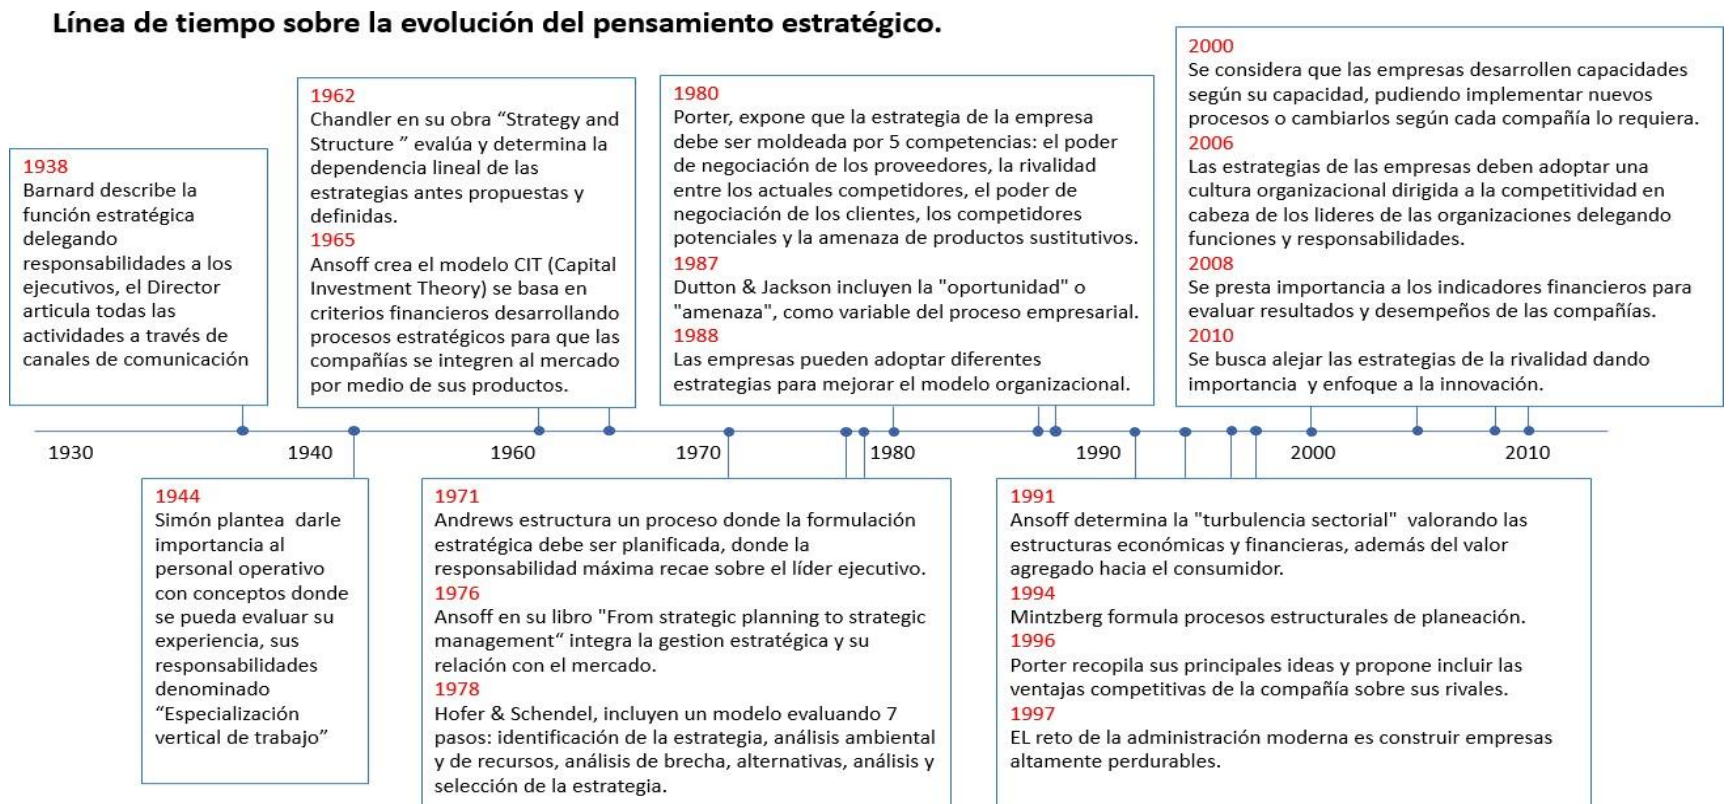 Línea de tiempo sobre la evolución del pensamiento estratégico.
1938
Barnard describe la
función estratégica
delegando
responsabilidades a los
ejecutivos, el Director
articula todas las
actividades a través de
canales de comunicación
1962
Chandler en su obra “Strategy and
Structure ” evalúa y determina la
dependencia lineal de las
estrategias antes propuestas y
definidas.
1965
Ansoff crea el modelo CIT (Capital
Investment Theory) se basa en
criterios financieros desarrollando
procesos estratégicos para que las
compañías se integren al mercado
por medio de sus productos.
1980
Porter, expone que la estrategia de la empresa
debe ser moldeada por 5 competencias: el poder
de negociación de los proveedores, la rivalidad
entre los actuales competidores, el poder de
negociación de los clientes, los competidores
potenciales y la amenaza de productos sustitutivos.
1987
Dutton & Jackson incluyen la "oportunidad" o
"amenaza", como variable del proceso empresarial.
1988
Las empresas pueden adoptar diferentes
estrategias para mejorar el modelo organizacional.
2000
Se considera que las empresas desarrollen capacidades
según su capacidad, pudiendo implementar nuevos
procesos o cambiarlos según cada compañía lo requiera.
2006
Las estrategias de las empresas deben adoptar una
cultura organizacional dirigida a la competitividad en
cabeza de los lideres de las organizaciones delegando
funciones y responsabilidades.
2008
Se presta importancia a los indicadores financieros para
evaluar resultados y desempeños de las compañías.
2010
Se busca alejar las estrategias de la rivalidad dando
importancia  y enfoque a la innovación.
1930 1940 1960 1970 1980 1990 2000 2010
1944
Simón plantea  darle
importancia al
personal operativo
con conceptos donde
se pueda evaluar su
experiencia, sus
responsabilidades
denominado
“Especialización
vertical de trabajo”
1971
Andrews estructura un proceso donde la formulación
estratégica debe ser planificada, donde la
responsabilidad máxima recae sobre el líder ejecutivo.
1976
Ansoff en su libro "From strategic planning to strategic
management“ integra la gestion estratégica y su
relación con el mercado.
1978
Hofer & Schendel, incluyen un modelo evaluando 7
pasos: identificación de la estrategia, análisis ambiental
y de recursos, análisis de brecha, alternativas, análisis y
selección de la estrategia.
1991
Ansoff determina la "turbulencia sectorial"  valorando las
estructuras económicas y financieras, además del valor
agregado hacia el consumidor.
1994
Mintzberg formula procesos estructurales de planeación.
1996
Porter recopila sus principales ideas y propone incluir las
ventajas competitivas de la compañía sobre sus rivales.
1997
EL reto de la administración moderna es construir empresas
altamente perdurables.